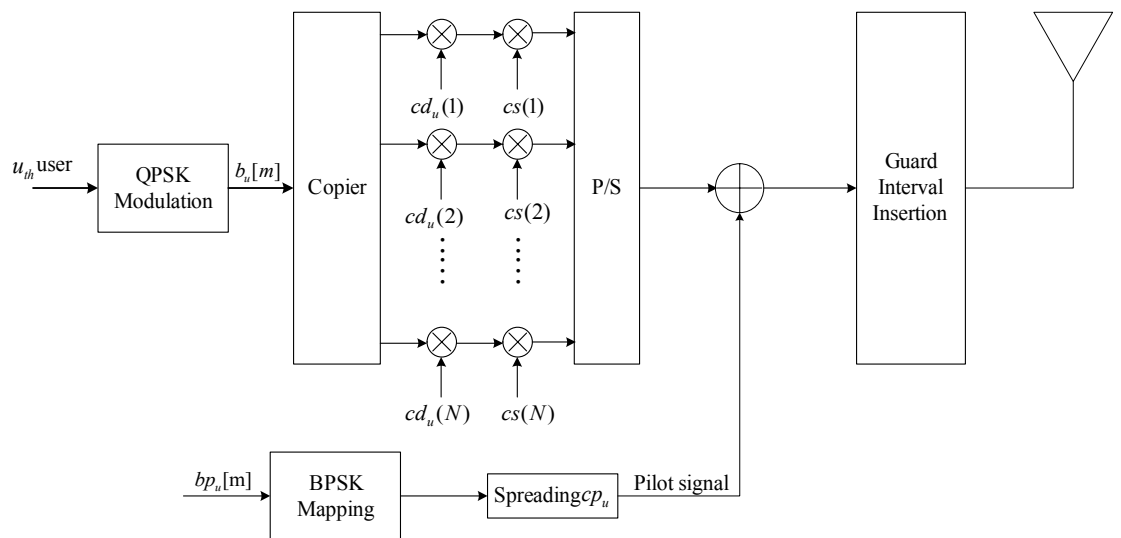 u_th user
QPSK
Modulation
b_u[m]
Copier
cd_u(1)
cs(1)
cd_u(2)
cs(2)
cd_u(N)
cs(N)
P/S
Guard
Interval
Insertion
bp_u[m]
BPSK
Mapping
Spreading cp_u
Pilot signal